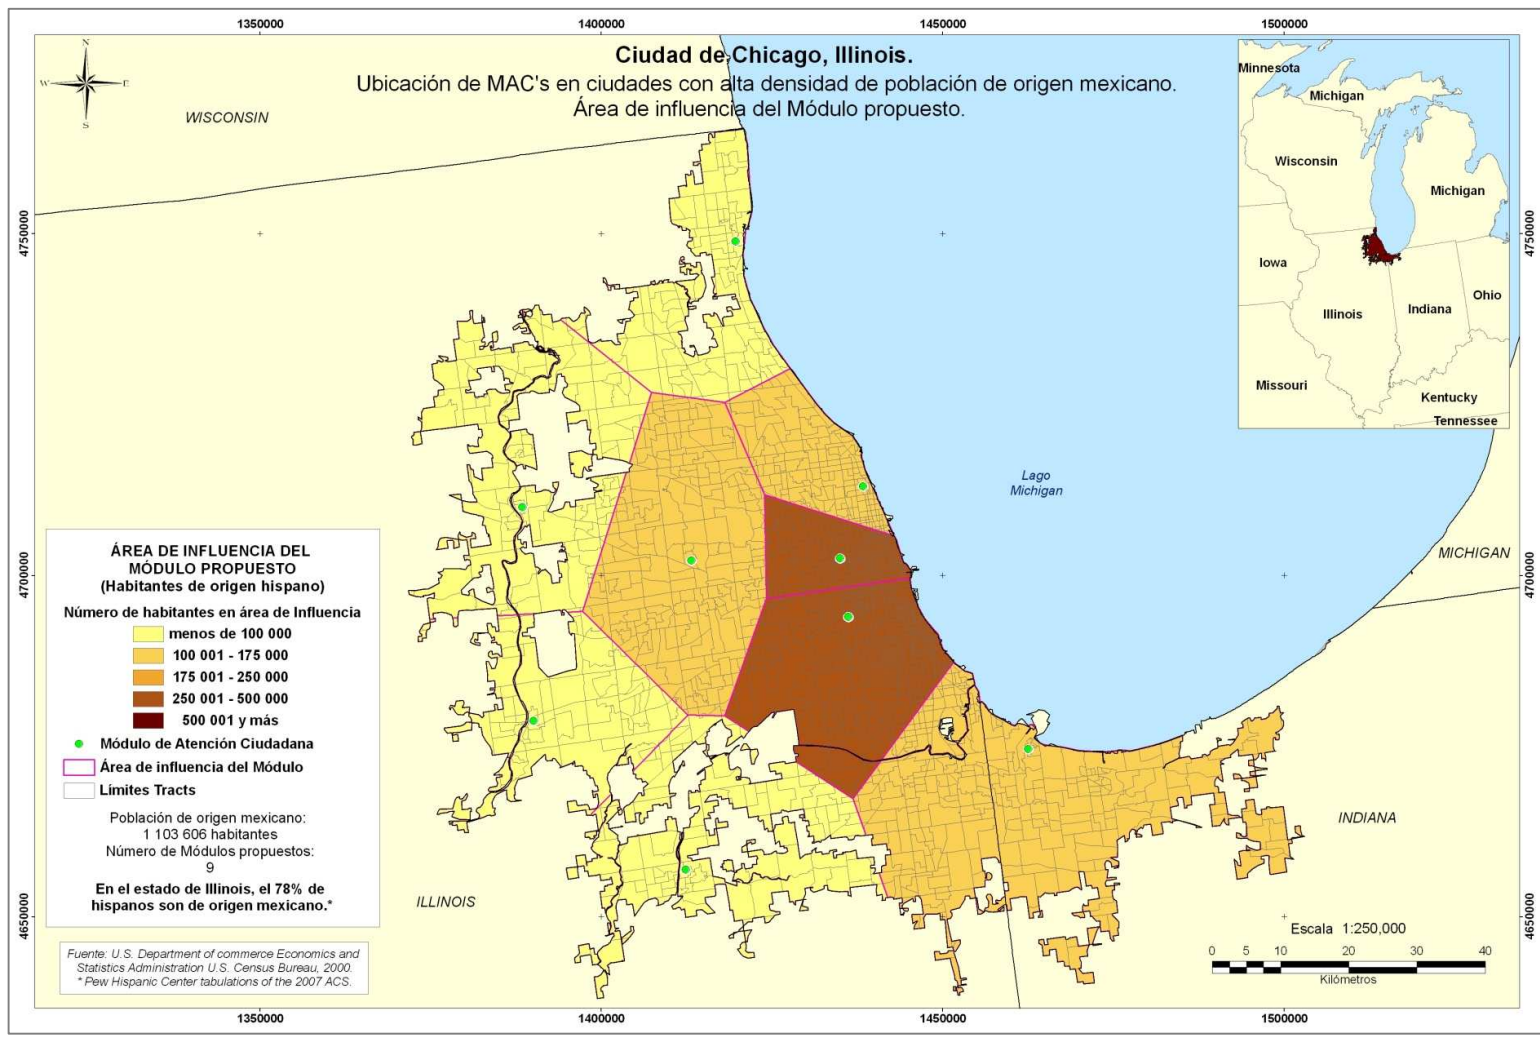 1350000
1400000
1450000
1500000
Ciudad de Chicago, Illinois.
Ubicación de MAC's en ciudades con alta densidad de población de origen mexicano.
Área de influencia del Módulo propuesto.
N
W
E
S
WISCONSIN
Minnesota
Michigan
Wisconsin
Michigan
Iowa
Ohio
Indiana
Illinois
Missouri
Kentucky
Tennessee
4750000
4750000
Lago
Michigan
MICHIGAN
4700000
4700000
ÁREA DE INFLUENCIA DEL
MÓDULO PROPUESTO
(Habitantes de origen hispano)
Número de habitantes en área de Influencia
menos de 100 000
100 001 - 175 000
175 001 - 250 000
250 001 - 500 000
500 001 y más
Módulo de Atención Ciudadana
Área de influencia del Módulo
Límites Tracts
Población de origen mexicano:
1 103 606 habitantes
Número de Módulos propuestos:
9
En el estado de Illinois, el 78% de
hispanos son de origen mexicano.*
INDIANA
ILLINOIS
4650000
4650000
Fuente: U.S. Department of commerce Economics and
Statistics Administration U.S. Census Bureau, 2000.
* Pew Hispanic Center tabulations of the 2007 ACS.
Escala 1:250,000
0 5 10 20 30 40
Kilómetros
1350000
1400000
1450000
1500000